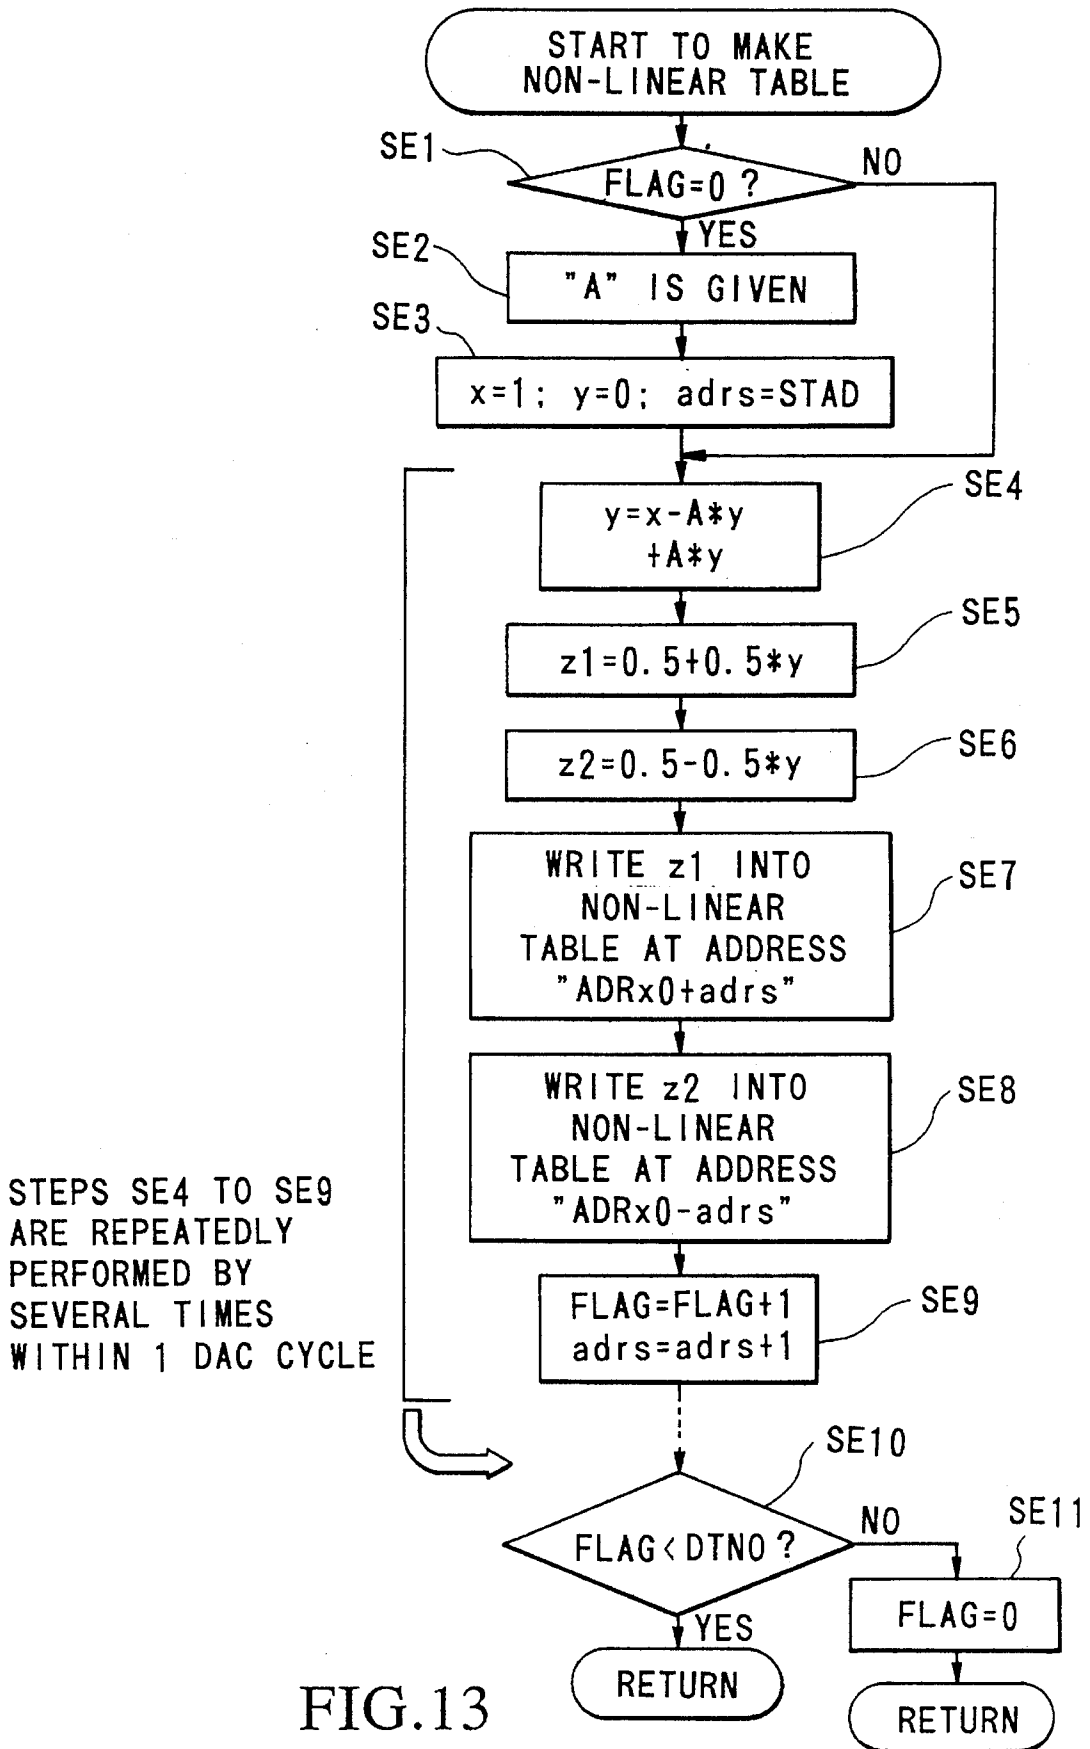 START TO MAKE
NON-LINEAR TABLE
SE1
FLAG=0 ?
NO
YES
SE2
"A" IS GIVEN
SE3
x=1; y=0; adrs=STAD
SE4
y=x-A*y
+A*y
SE5
z1=0.5+0.5*y
SE6
z2=0.5-0.5*y
SE7
WRITE z1 INTO
NON-LINEAR
TABLE AT ADDRESS
"ADRx0+adrs"
SE8
WRITE z2 INTO
NON-LINEAR
TABLE AT ADDRESS
"ADRx0-adrs"
STEPS SE4 TO SE9
ARE REPEATEDLY
PERFORMED BY
SEVERAL TIMES
WITHIN 1 DAC CYCLE
SE9
FLAG=FLAG+1
adrs=adrs+1
SE10
FLAG<DTNO ?
NO
SE11
FLAG=0
YES
RETURN
RETURN
FIG.13